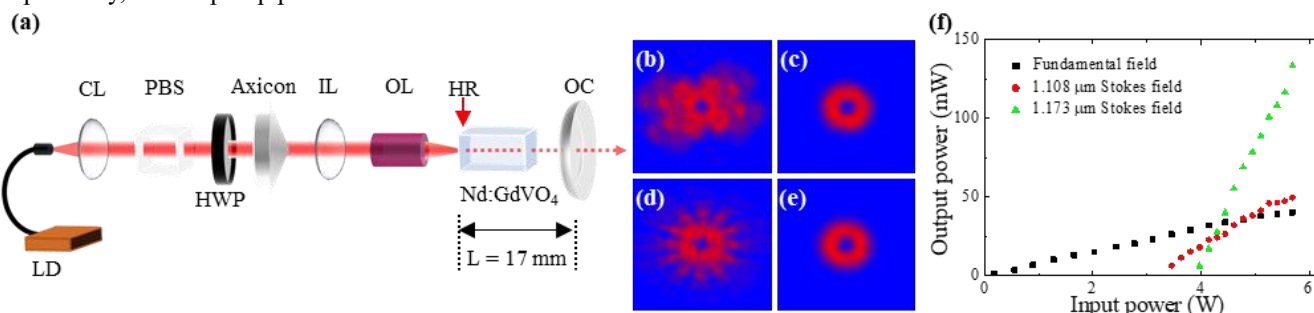 (a)
CL
PBS
Axicon
IL
OL
HR
OC
HWP
Nd:GdVO₄
LD
L = 17 mm
(b)
(c)
(d)
(e)
(f)
Output power (mW)
150
100
50
0
Fundamental field
1.108 μm Stokes field
1.173 μm Stokes field
0
2
4
6
Input power (W)